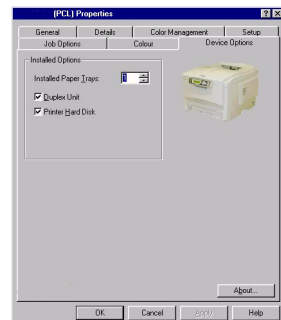 (PCL) Properties
General Details Color Management Setup
Job Options Colour Device Options
Installed Options
Installed Paper Trays: 1
Duplex Unit
Printer Hard Disk
About...
OK Cancel Apply Help